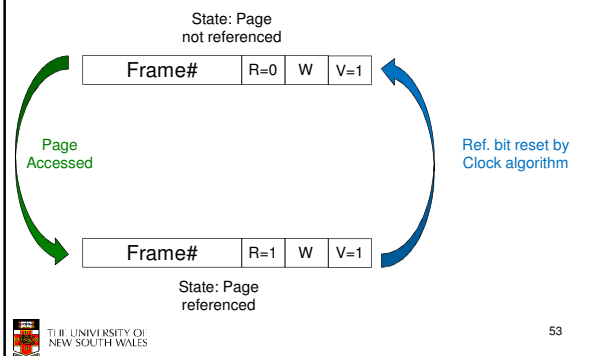 State: Page
not referenced
Frame# R=0 W V=1
Page
Accessed
Ref. bit reset by
Clock algorithm
Frame# R=1 W V=1
State: Page
referenced
THE UNIVERSITY OF
NEW SOUTH WALES
53